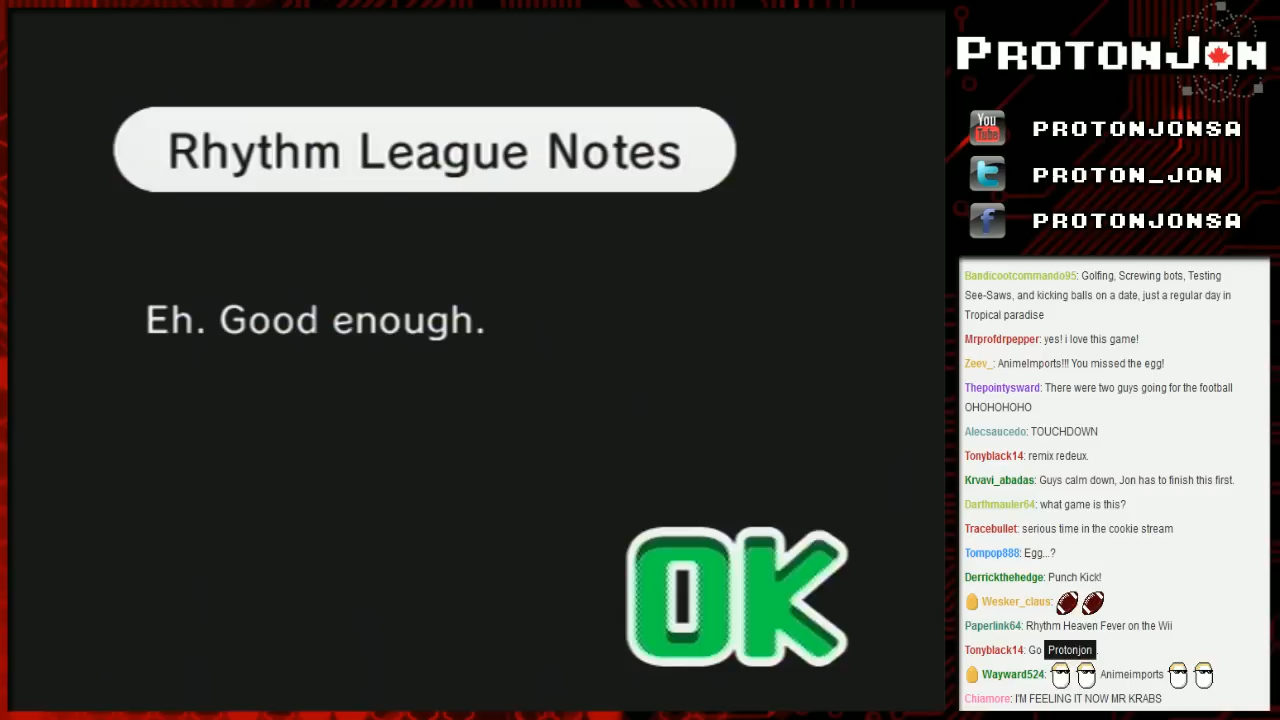 Rhythm League Notes
Eh. Good enough.
OK
PROTONJON
You Tube PROTONJONSA
t PROTON_JON
f PROTONJONSA
Bandicootcommando95: Golfing, Screwing bots, Testing
See-Saws, and kicking balls on a date, just a regular day in
Tropical paradise
Mrprofdrpepper: yes! i love this game!
Zeev_: AnimeImports!!! You missed the egg!
Thepointysward: There were two guys going for the football
OHOHOHOHO
Alecsaucedo: TOUCHDOWN
Tonyblack14: remix redeux.
Krvavi_abadas: Guys calm down, Jon has to finish this first.
Darthmauler64: what game is this?
Tracebullet: serious time in the cookie stream
Tompop888: Egg...?
Derrickthehedge: Punch Kick!
Wesker_claus:
Paperlink64: Rhythm Heaven Fever on the Wii
Tonyblack14: Go Protonjon.
Wayward524: Animeimports
Chiamore: I'M FEELING IT NOW MR KRABS